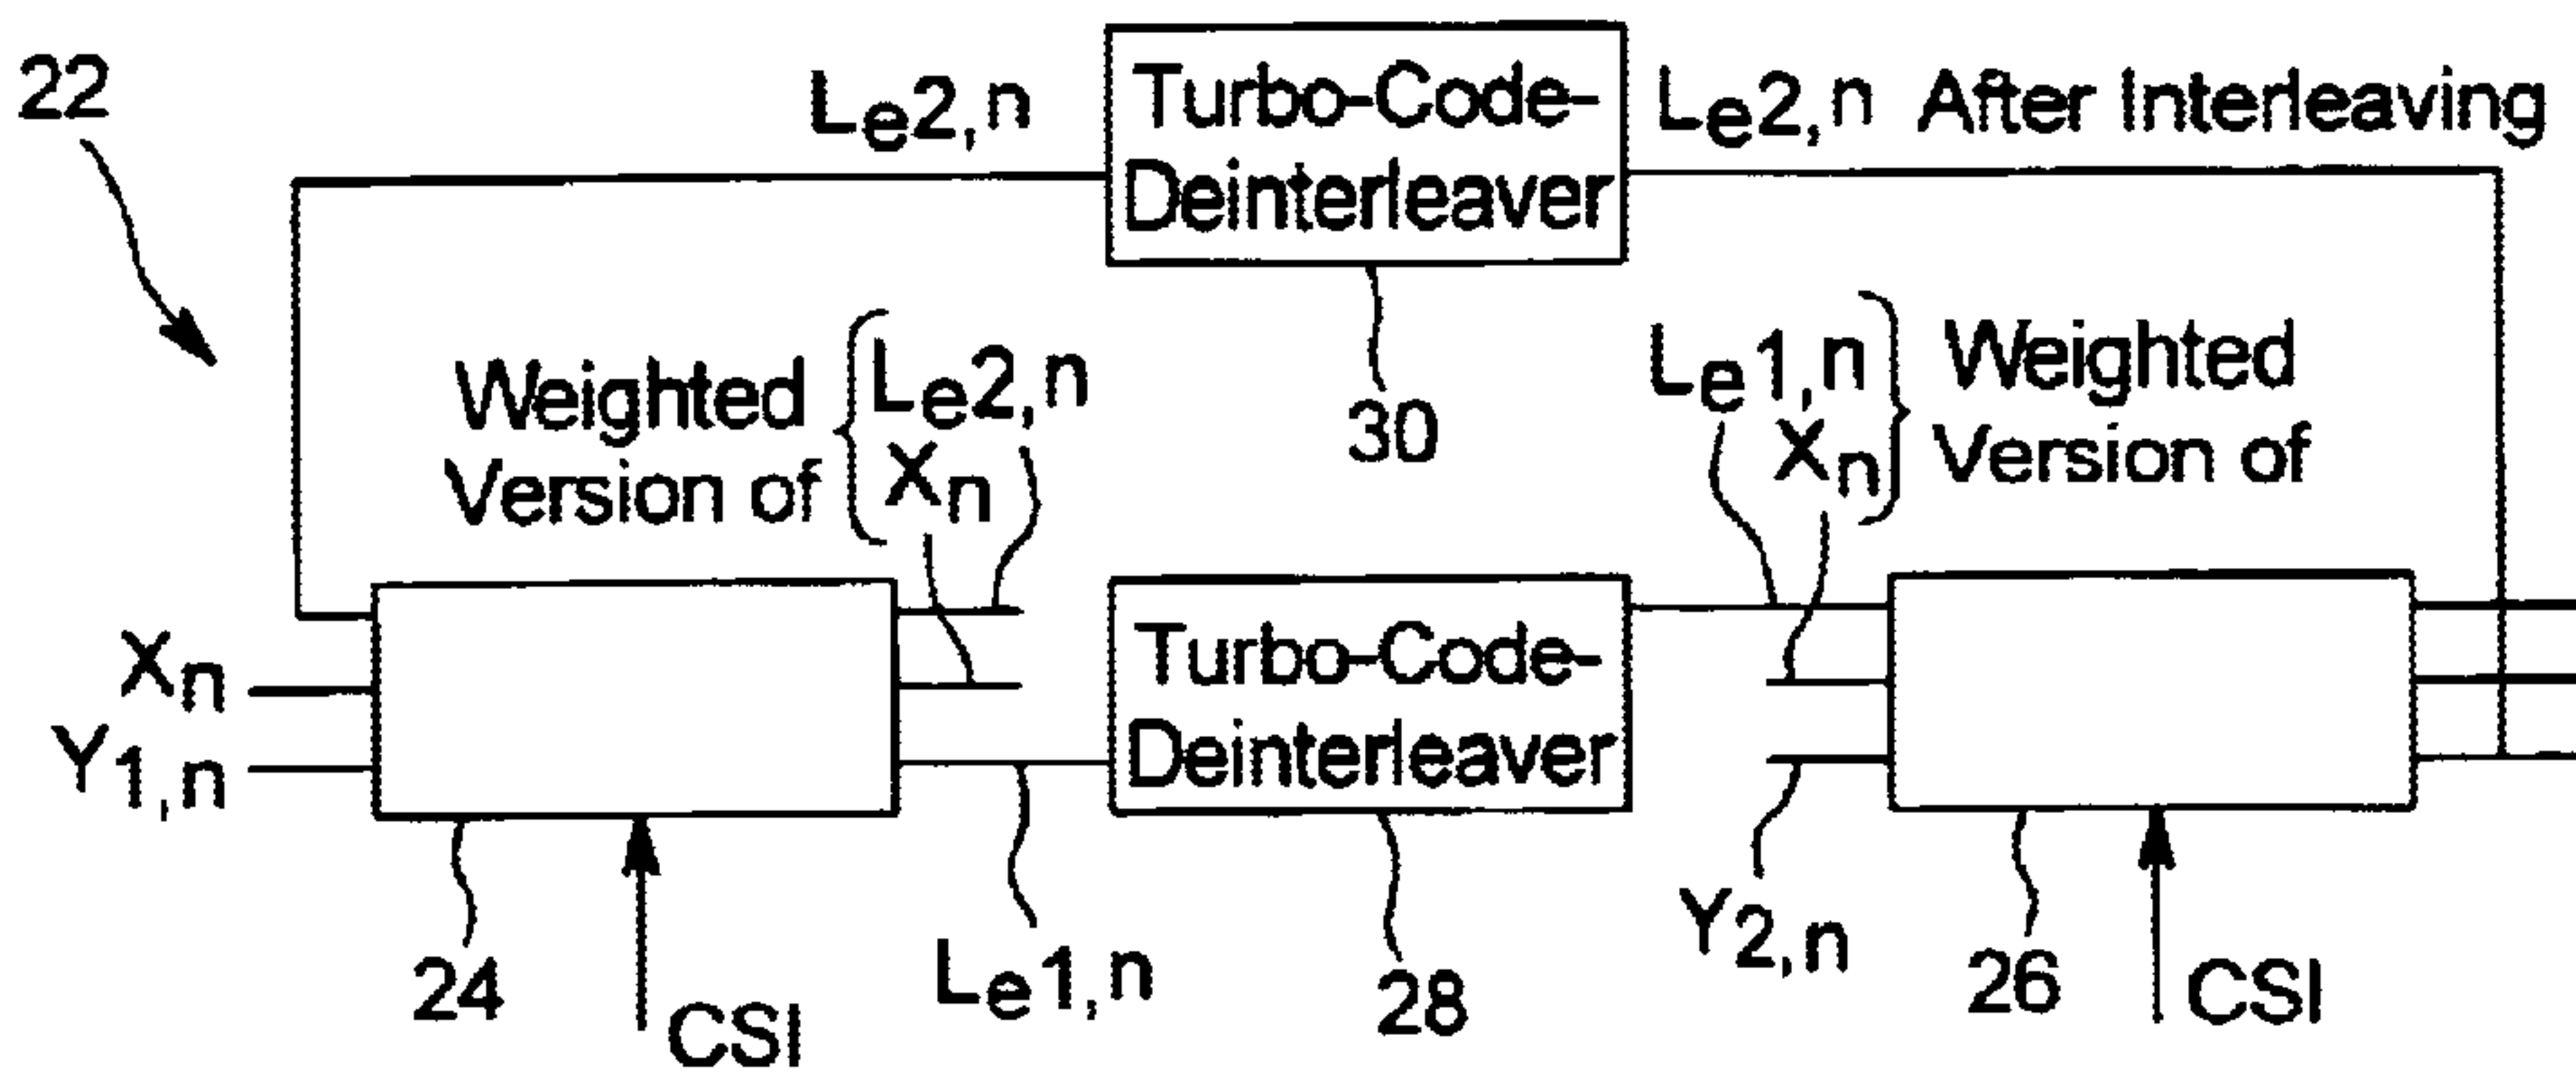 22
Le2,n
Turbo-Code-
Deinterleaver
Le2,n After Interleaving
30
Weighted
Version of
Le2,n
Xn
Le1,n
Xn
Weighted
Version of
Xn
Y1,n
Turbo-Code-
Deinterleaver
24
CSI
Le1,n
28
Y2,n
26
CSI